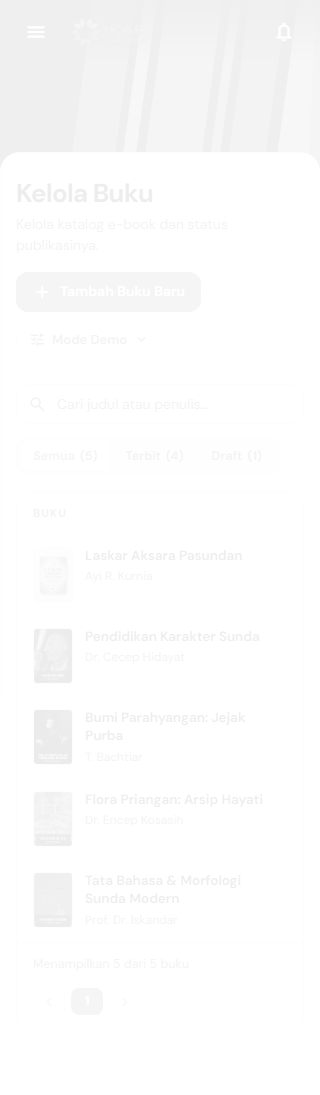 Kelola Buku
Kelola katalog e-book dan status
publikasinya.
+ Tambah Buku Baru
Mode Demo
Cari judul atau penulis...
Semua (5) Terbit (4) Draft (1)
BUKU
Laskar Aksara Pasundan
Ayi R. Kurnia
Pendidikan Karakter Sunda
Dr. Cecep Hidayat
Bumi Parahyangan: Jejak
Purba
T. Bachtiar
Flora Priangan: Arsip Hayati
Dr. Encep Kosasih
Tata Bahasa & Morfologi
Sunda Modern
Prof. Dr. Iskandar
Menampilkan 5 dari 5 buku
1